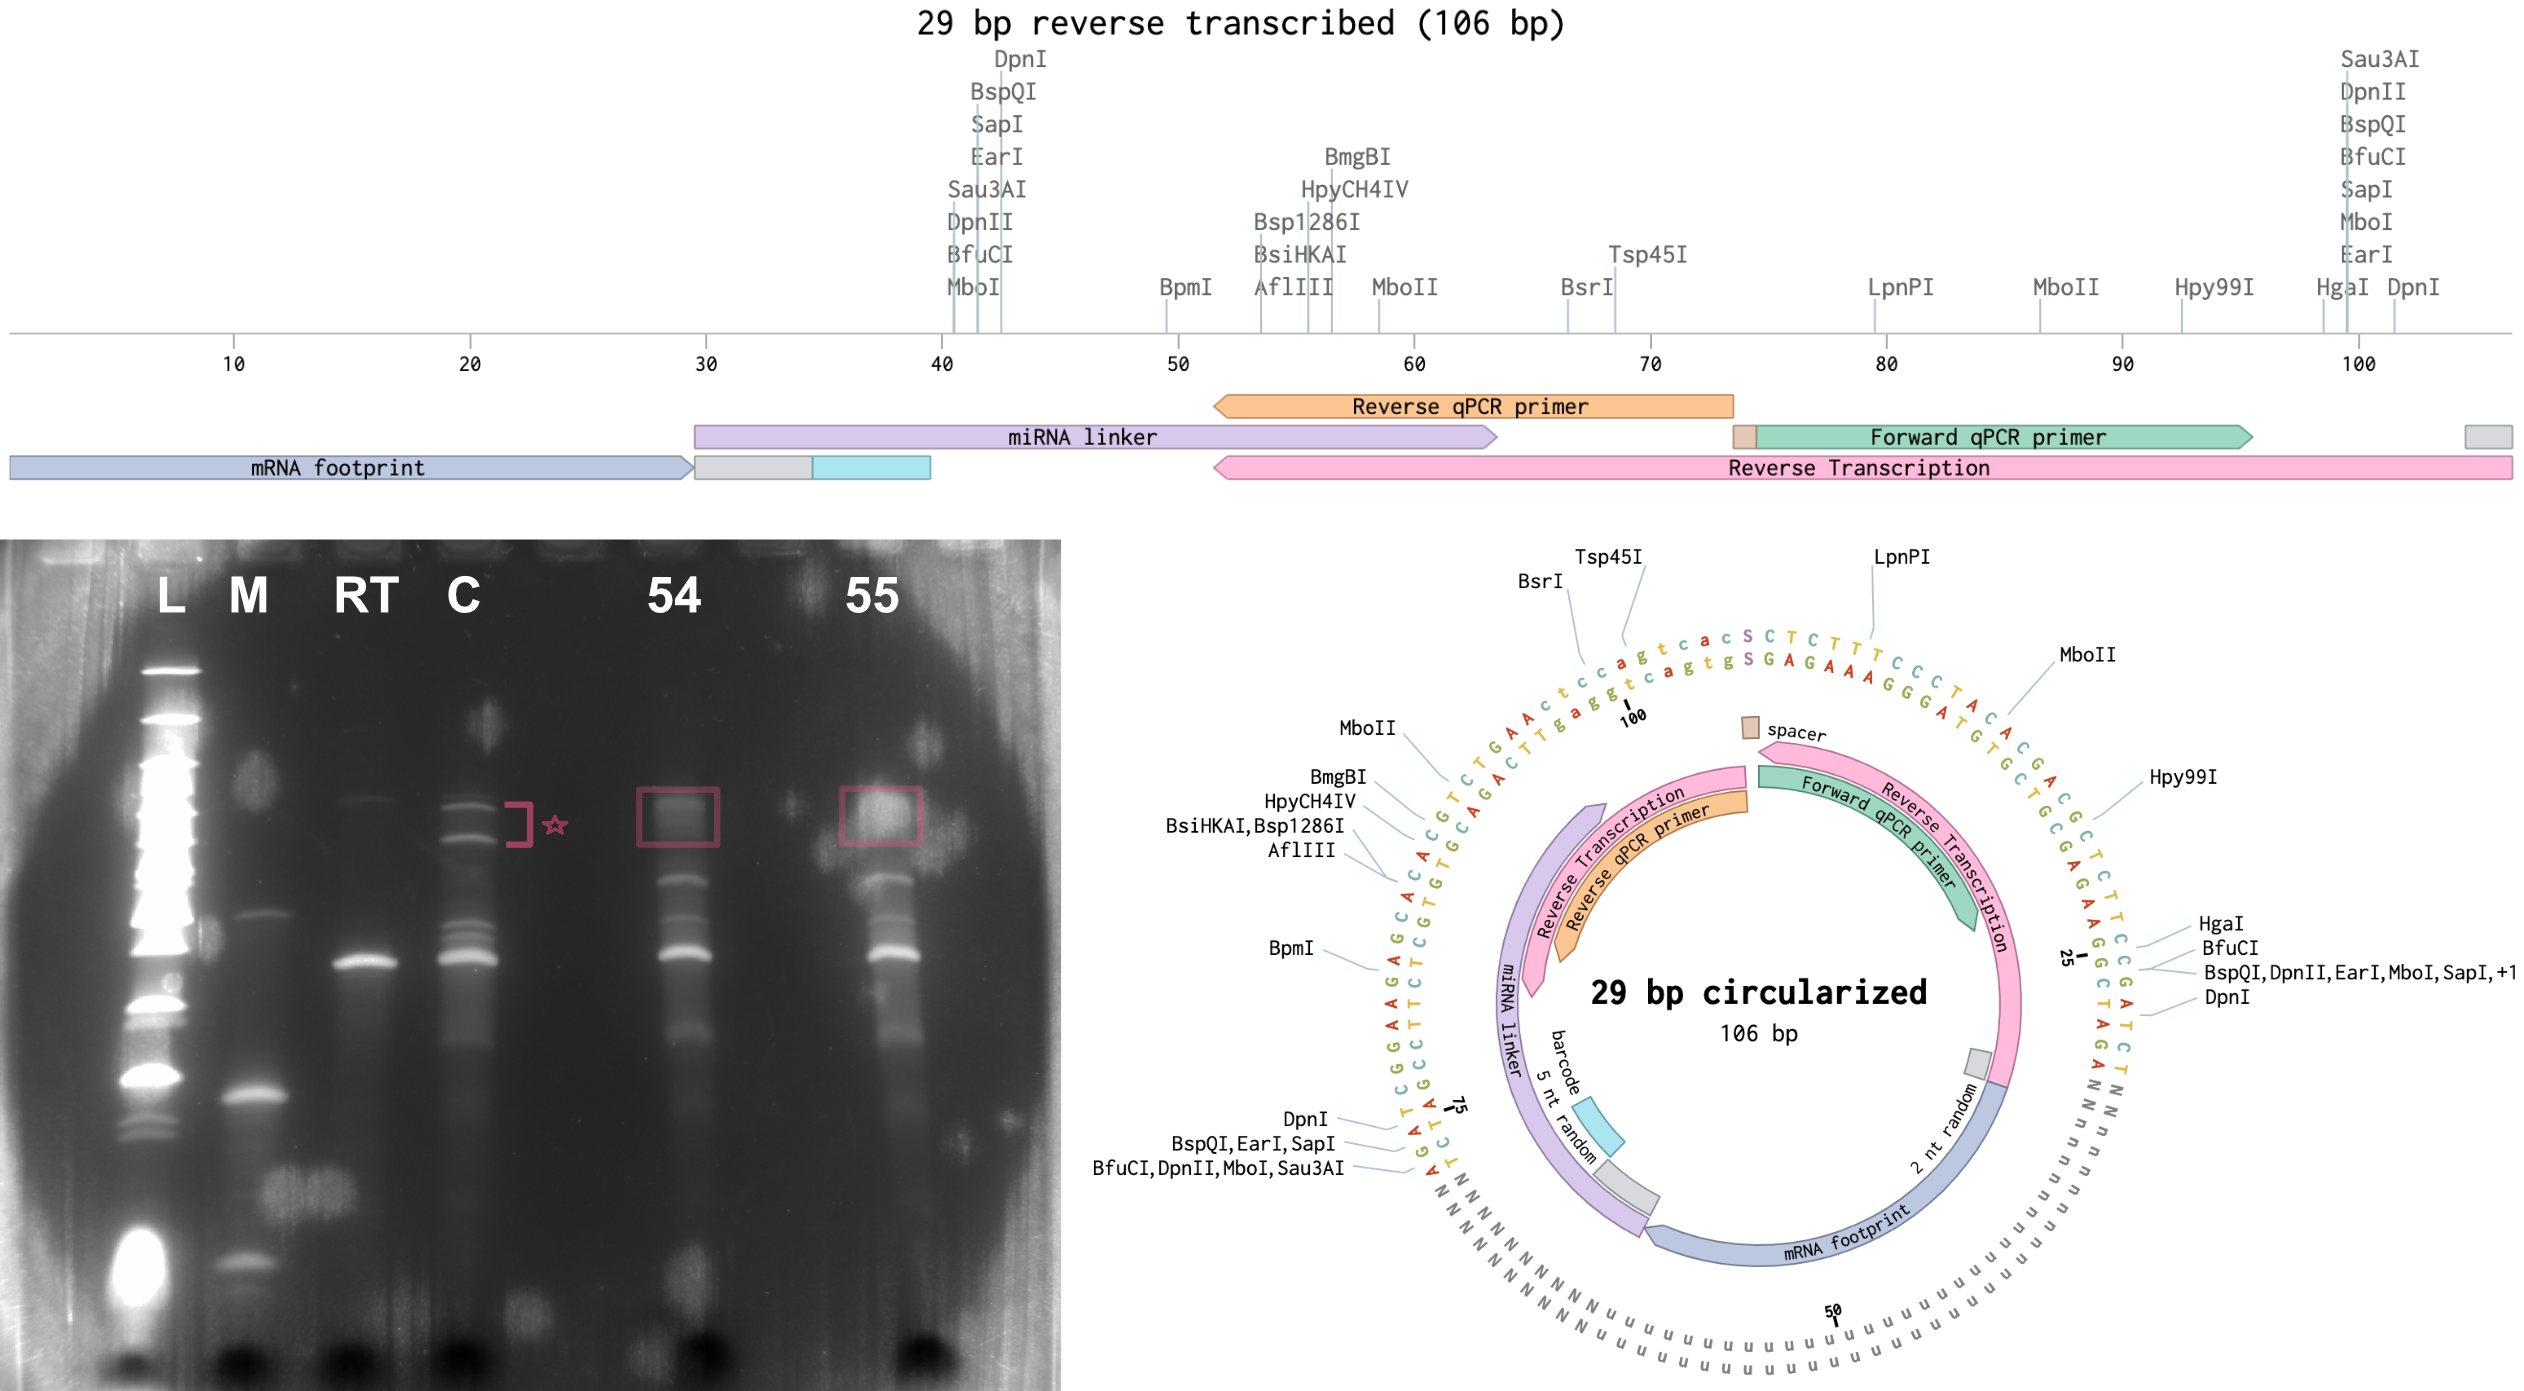 29 bp reverse transcribed (106 bp)
DpnI
BspQI
SapI
EarI
Sau3AI
DpnII
BfuCI
MboI
BpmI
BmgBI
HpyCH4IV
Bsp1286I
BsiHKAI
AflIII
MboII
BsrI
Tsp45I
LpnPI
MboII
Hpy99I
Sau3AI
DpnII
BspQI
BfuCI
SapI
MboI
EarI
HgaI
DpnI
10 20 30 40 50 60 70 80 90 100
Reverse qPCR primer
miRNA linker
Forward qPCR primer
mRNA footprint
Reverse Transcription
L M RT C 54 55
Tsp45I
LpnPI
BsrI
MboII
MboII
BmgBI
HpyCH4IV
BsiHKAI,Bsp1286I
AflIII
Hpy99I
BpmI
HgaI
BfuCI
BspQI,DpnII,EarI,MboI,SapI,+1
DpnI
DpnI
BspQI,EarI,SapI
BfuCI,DpnII,MboI,Sau3AI
100
25
50
75
spacer
Forward qPCR primer
Reverse Transcription
Reverse Transcription
Reverse qPCR primer
miRNA linker
barcode
5 nt random
2 nt random
mRNA footprint
29 bp circularized
106 bp